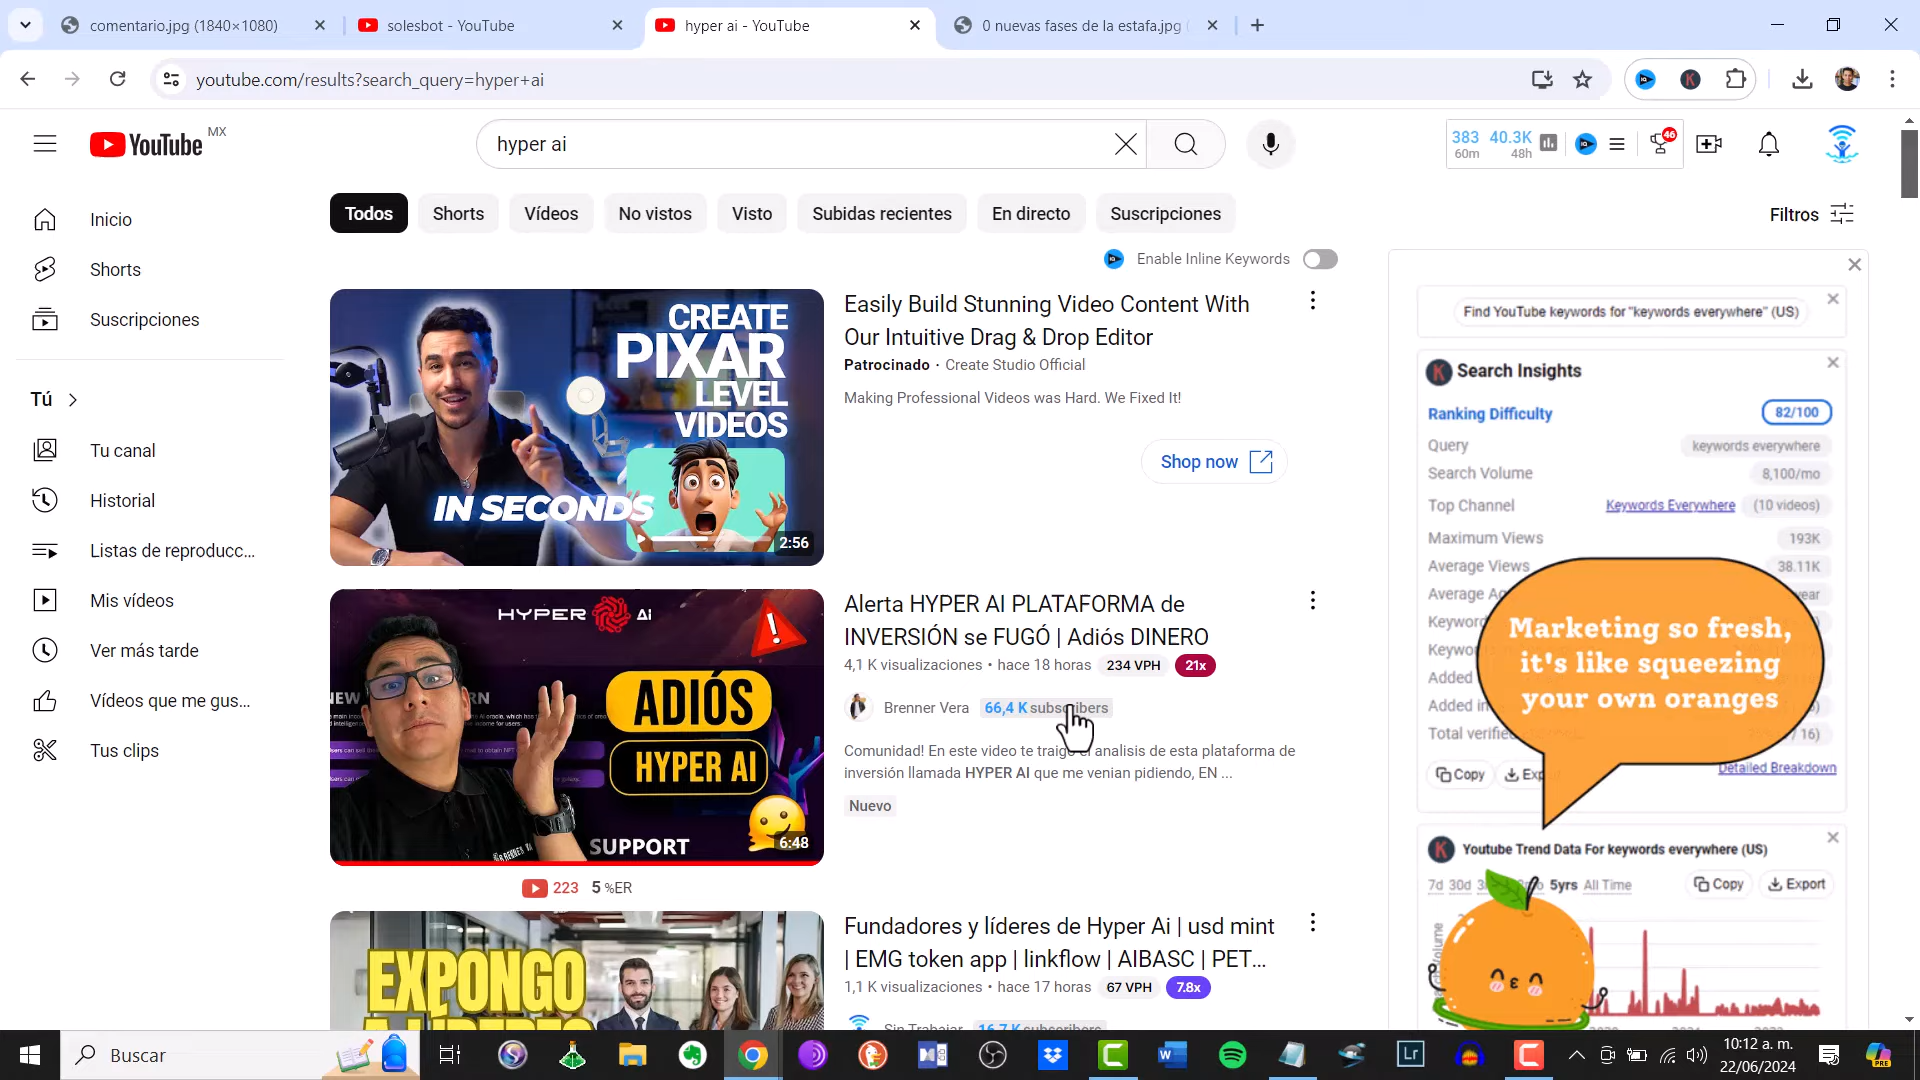 comentario.jpg (1840×1080)
solesbot - YouTube
hyper ai - YouTube
0 nuevas fases de la estafa.jpg
youtube.com/results?search_query=hyper+ai
YouTube MX
hyper ai
383 40.3K
60m 48h
46
Todos
Shorts
Vídeos
No vistos
Visto
Subidas recientes
En directo
Suscripciones
Filtros
Inicio
Shorts
Suscripciones
Tú
Tu canal
Historial
Listas de reproducc...
Mis vídeos
Ver más tarde
Vídeos que me gus...
Tus clips
Enable Inline Keywords
CREATE
PIXAR
LEVEL
VIDEOS
IN SECONDS
2:56
Easily Build Stunning Video Content With
Our Intuitive Drag & Drop Editor
Patrocinado · Create Studio Official
Making Professional Videos was Hard. We Fixed It!
Shop now
HYPER Ai
ADIÓS
HYPER AI
SUPPORT
6:48
223 5 %ER
Alerta HYPER AI PLATAFORMA de
INVERSIÓN se FUGÓ | Adiós DINERO
4,1 K visualizaciones • hace 18 horas 234 VPH 21x
Brenner Vera 66,4 K subscribers
Comunidad! En este video te traigo el analisis de esta plataforma de
inversión llamada HYPER AI que me venian pidiendo, EN ...
Nuevo
EXPONGO
Fundadores y líderes de Hyper Ai | usd mint
| EMG token app | linkflow | AIBASC | PET...
1,1 K visualizaciones • hace 17 horas 67 VPH 7.8x
Sin Trabajar 16,7 K subscribers
Find YouTube keywords for "keywords everywhere" (US)
Search Insights
Ranking Difficulty 82/100
Query keywords everywhere
Search Volume 8,100/mo
Top Channel Keywords Everywhere (10 videos)
Maximum Views 193K
Average Views 38.11K
Average
Added
Added
Copy
Detailed Breakdown
Marketing so fresh,
it's like squeezing
your own oranges
Youtube Trend Data For keywords everywhere (US)
7d 30d 5yrs All Time
Copy Export
Buscar
10:12 a. m.
22/06/2024